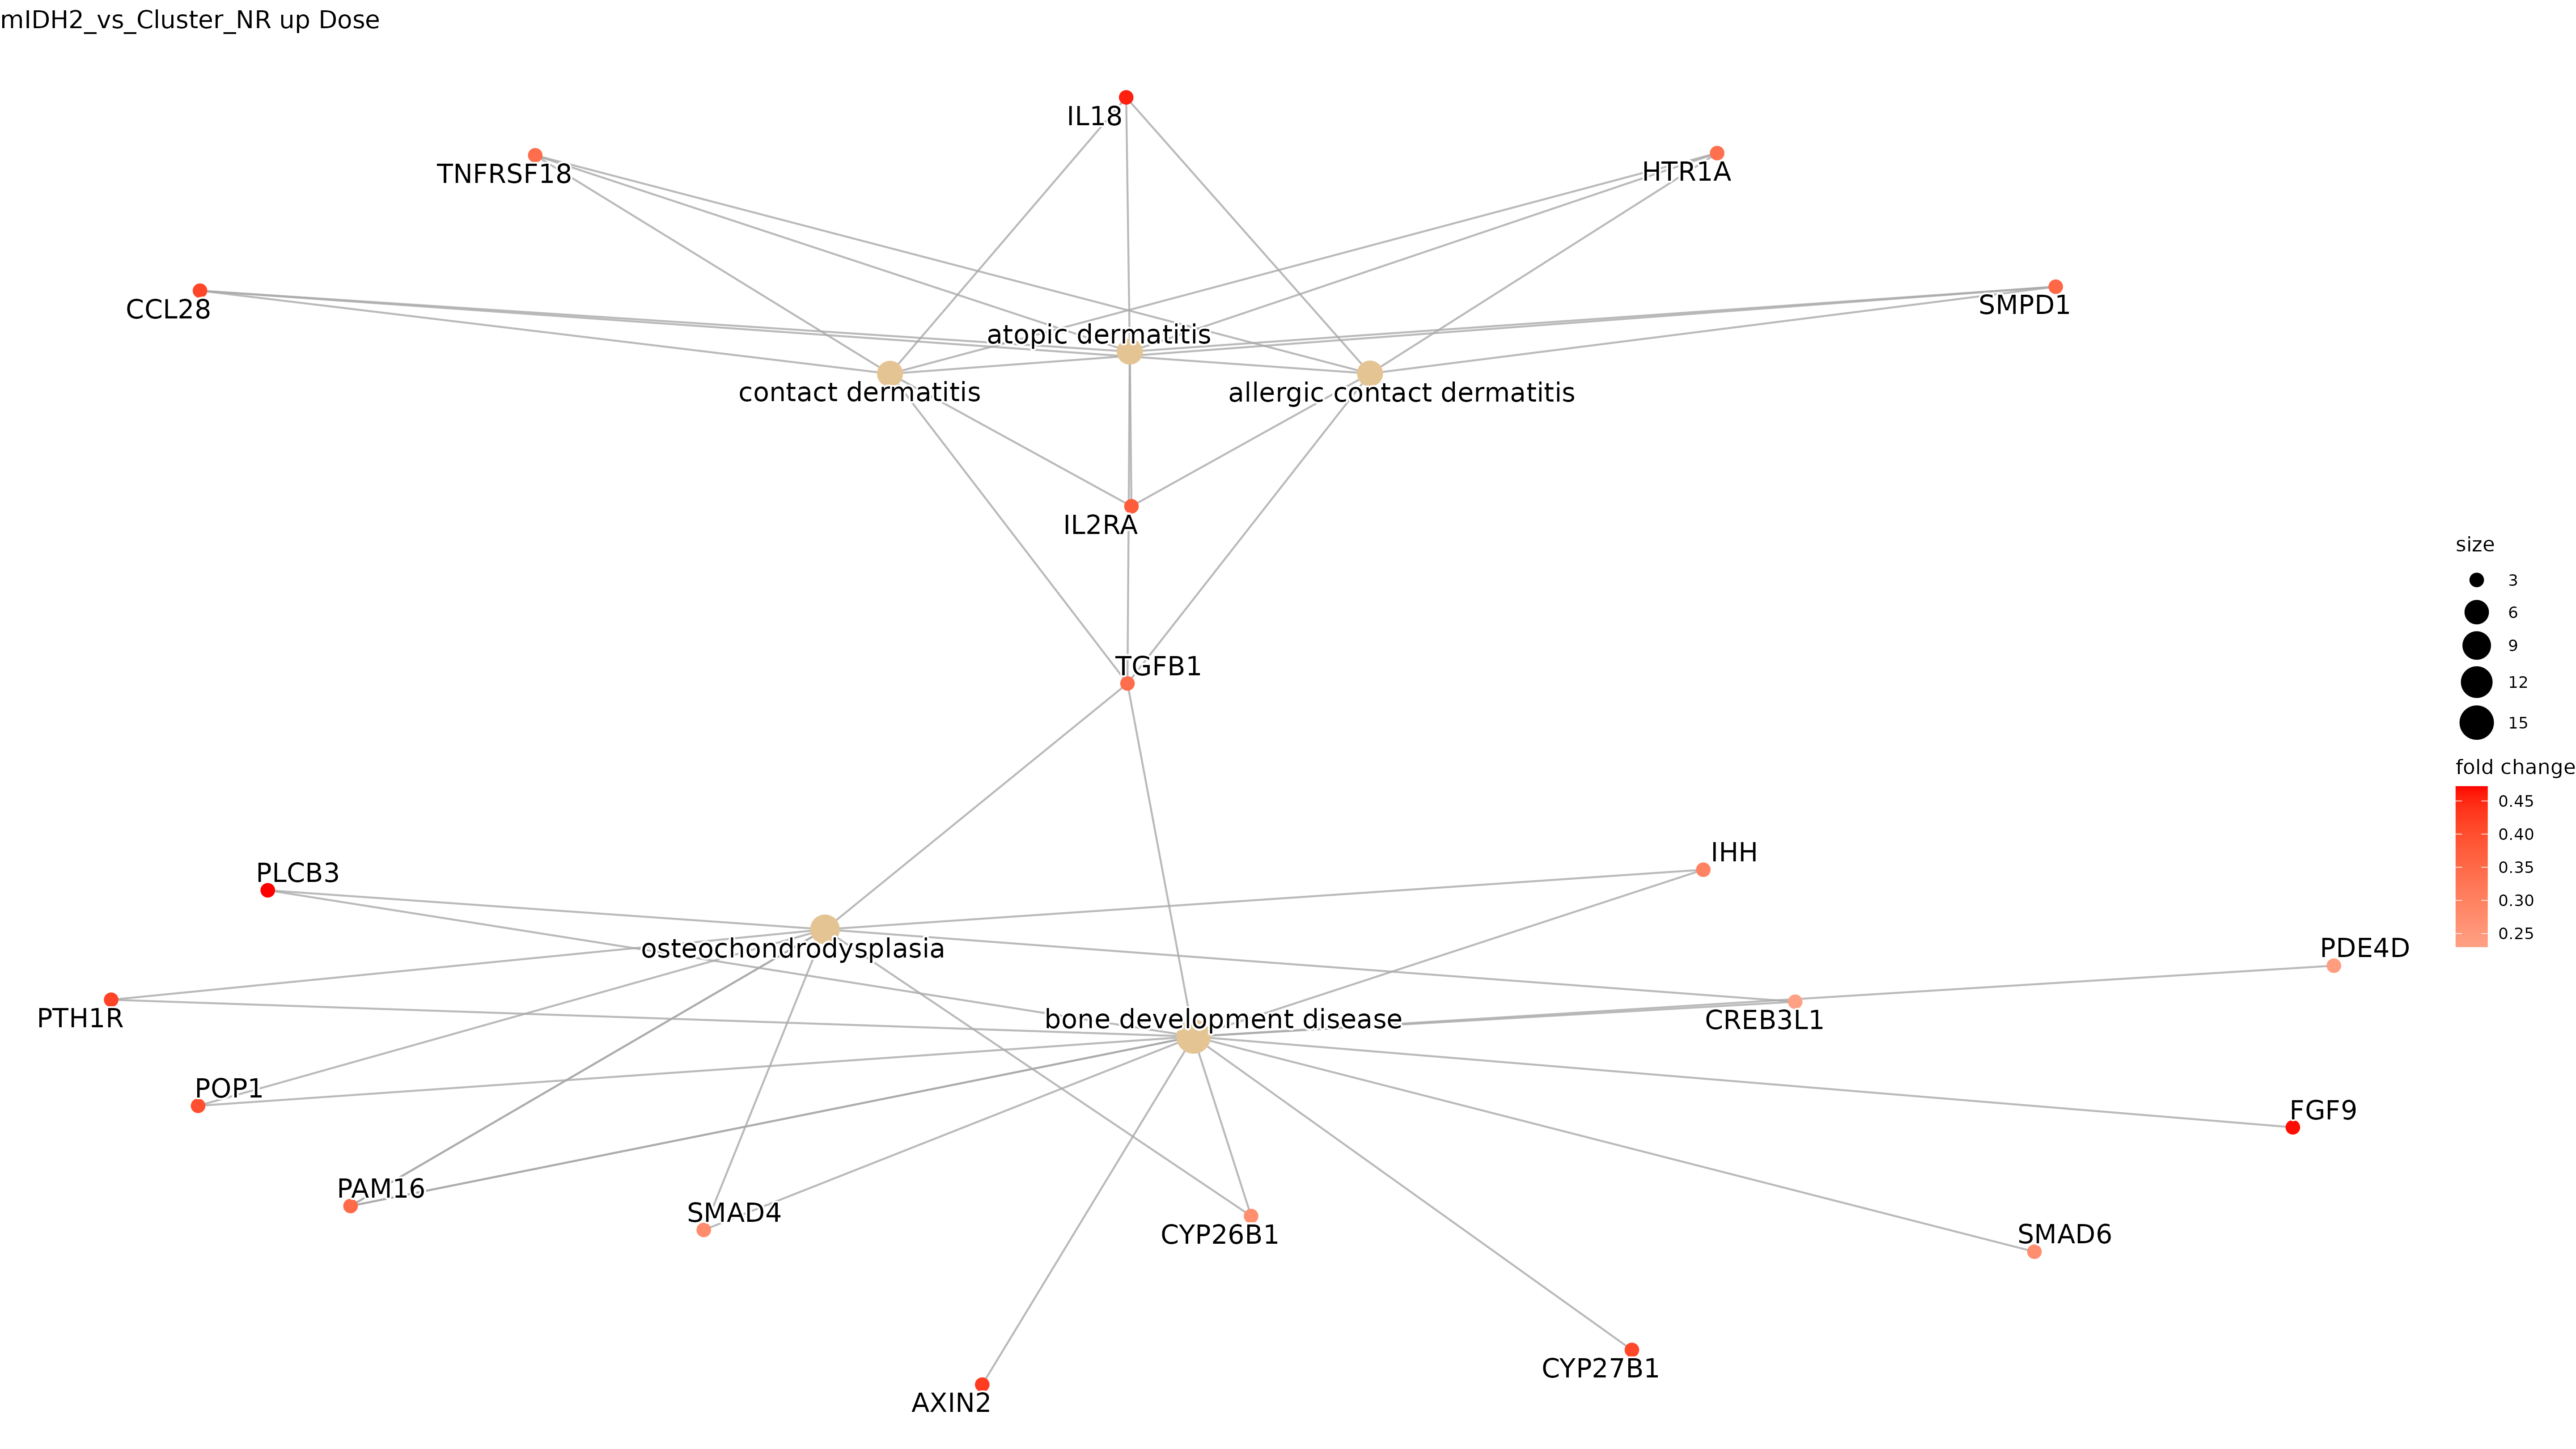 mIDH2_vs_Cluster_NR up Dose
IL18
TNFRSF18
HTR1A
CCL28
SMPD1
atopic dermatitis
contact dermatitis
allergic contact dermatitis
IL2RA
TGFB1
PLCB3
IHH
osteochondrodysplasia
PDE4D
PTH1R
bone development disease
CREB3L1
POP1
FGF9
PAM16
SMAD4
CYP26B1
SMAD6
CYP27B1
AXIN2
size
3
6
9
12
15
fold change
0.45
0.40
0.35
0.30
0.25